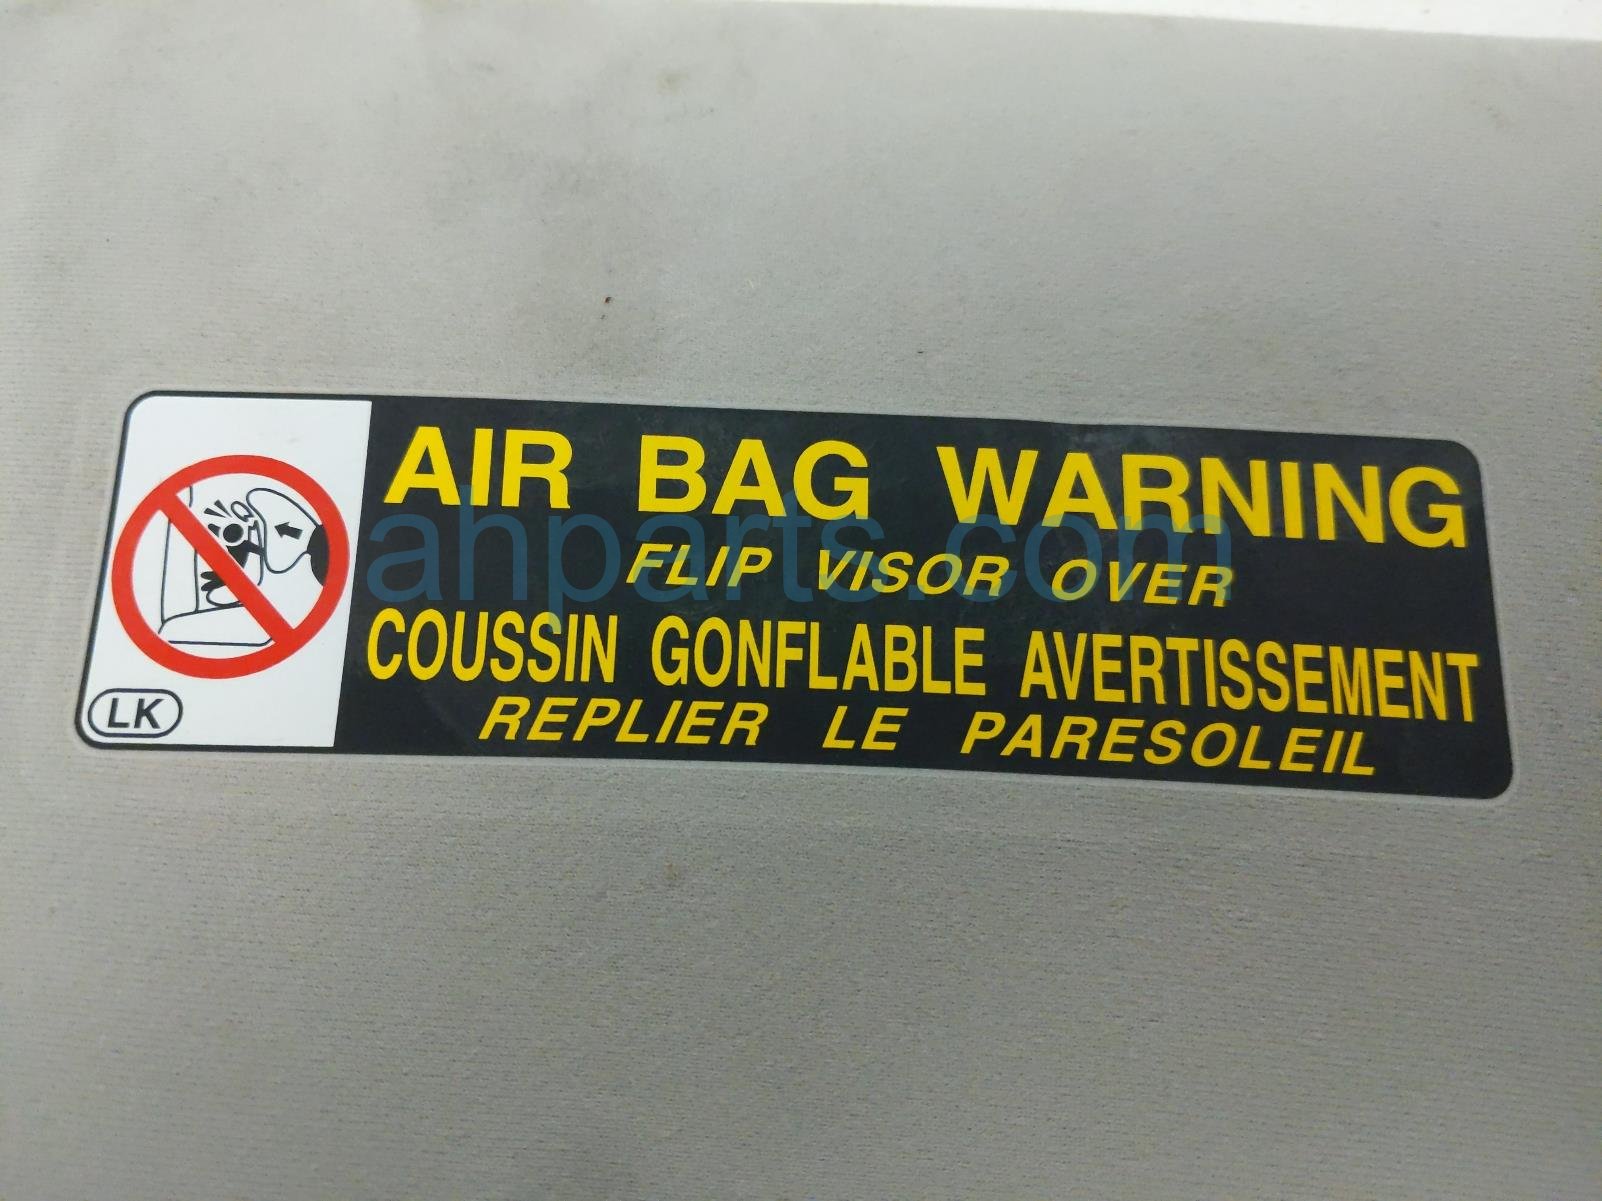 AIR BAG WARNING
FLIP VISOR OVER
COUSSIN GONFLABLE AVERTISSEMENT
REPLIER LE PARESOLEIL
LK
ahparts.com